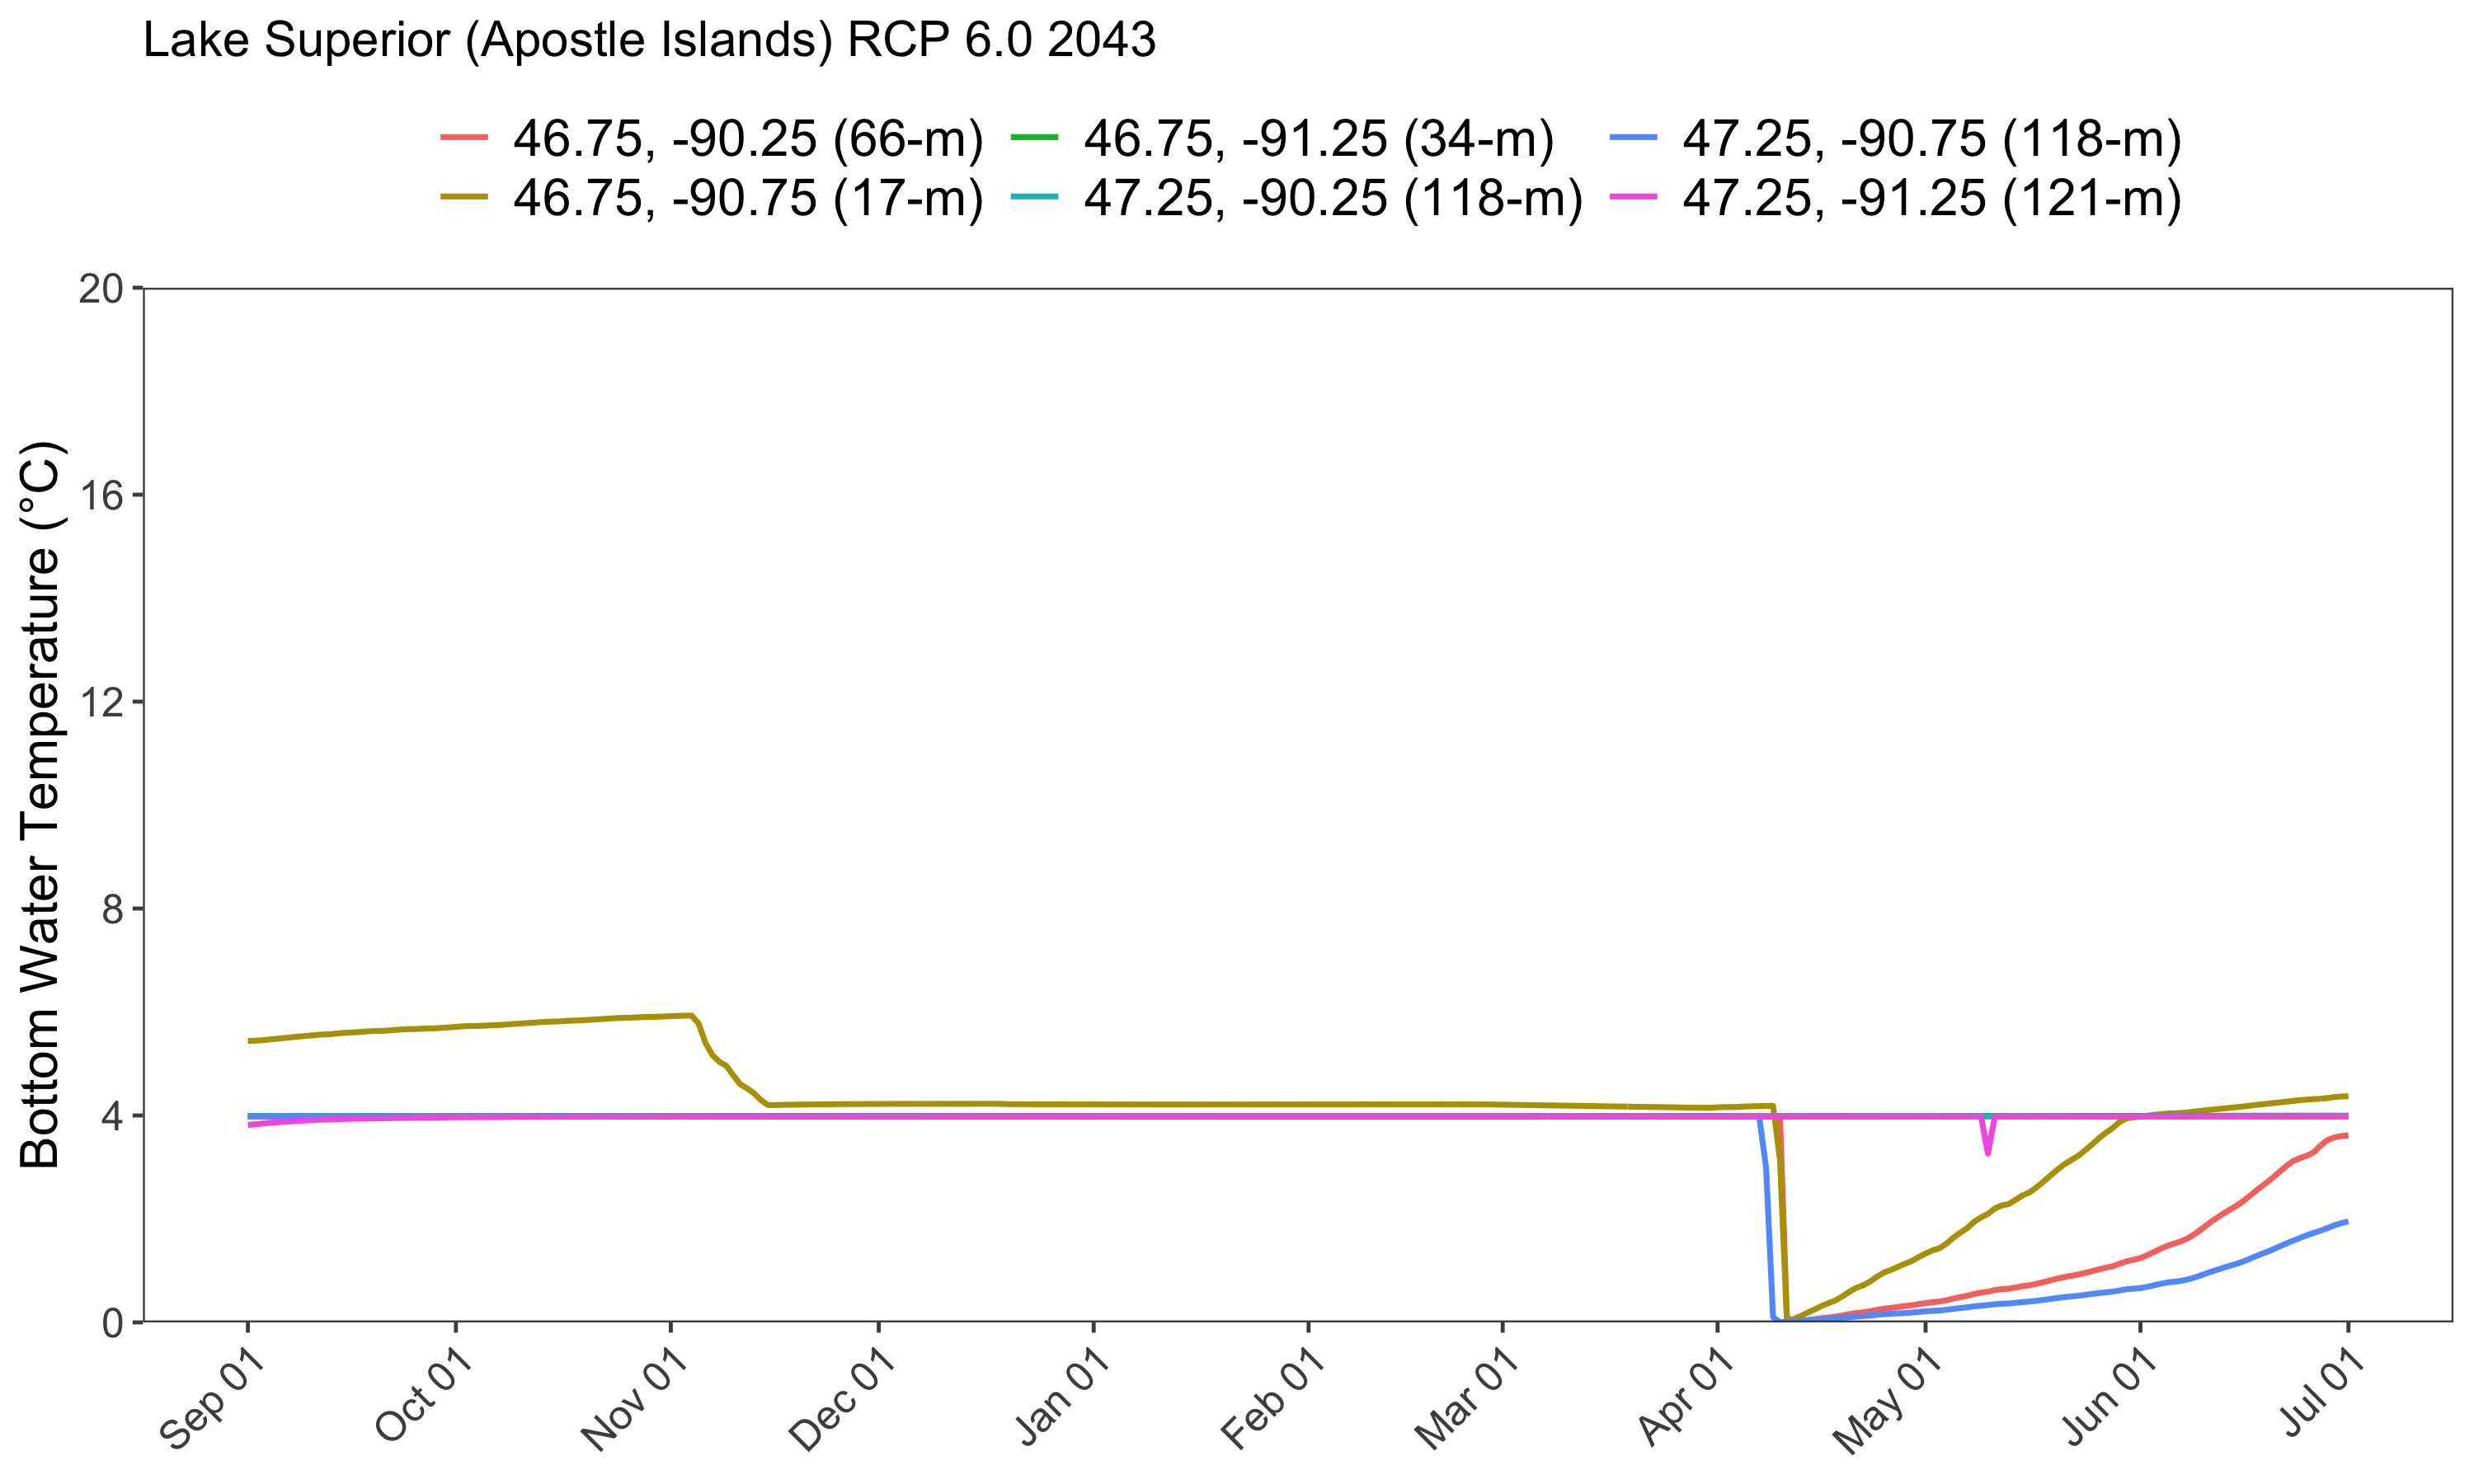 Lake Superior (Apostle Islands) RCP 6.0 2043
46.75, -90.25 (66-m) 46.75, -91.25 (34-m) 47.25, -90.75 (118-m)
46.75, -90.75 (17-m) 47.25, -90.25 (118-m) 47.25, -91.25 (121-m)
Bottom Water Temperature (°C)
20
16
12
8
4
0
Sep 01 Oct 01 Nov 01 Dec 01 Jan 01 Feb 01 Mar 01 Apr 01 May 01 Jun 01 Jul 01